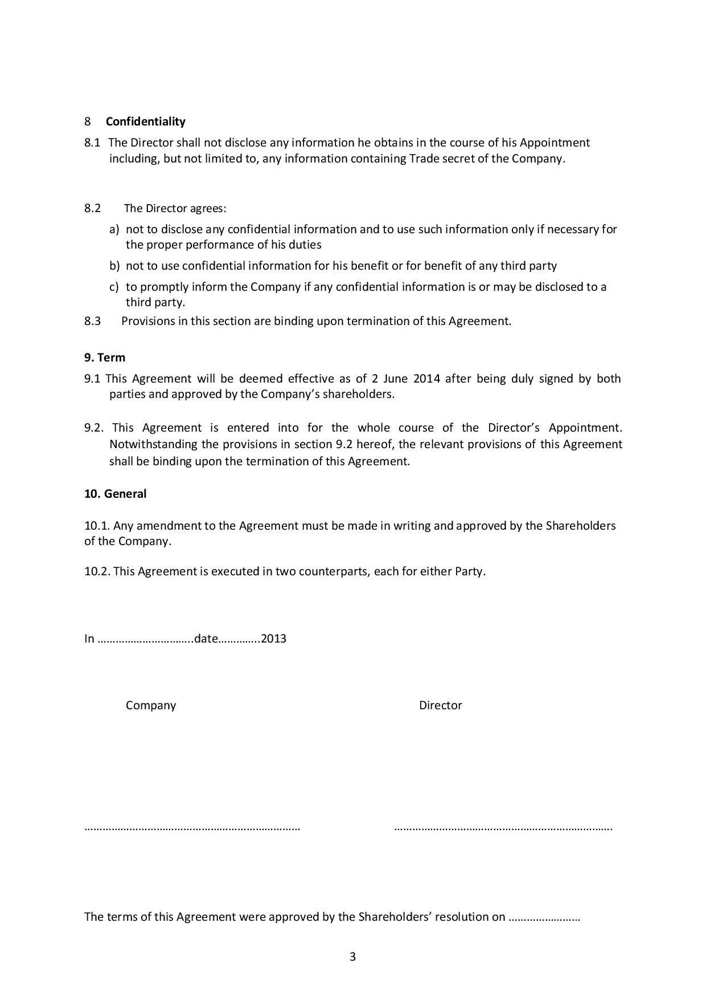 8 Confidentiality
8.1 The Director shall not disclose any information he obtains in the course of his Appointment
including, but not limited to, any information containing Trade secret of the Company.
8.2 The Director agrees:
a) not to disclose any confidential information and to use such information only if necessary for
the proper performance of his duties
b) not to use confidential information for his benefit or for benefit of any third party
c) to promptly inform the Company if any confidential information is or may be disclosed to a
third party.
8.3 Provisions in this section are binding upon termination of this Agreement.
9. Term
9.1 This Agreement will be deemed effective as of 2 June 2014 after being duly signed by both
parties and approved by the Company’s shareholders.
9.2. This Agreement is entered into for the whole course of the Director’s Appointment.
Notwithstanding the provisions in section 9.2 hereof, the relevant provisions of this Agreement
shall be binding upon the termination of this Agreement.
10. General
10.1. Any amendment to the Agreement must be made in writing and approved by the Shareholders
of the Company.
10.2. This Agreement is executed in two counterparts, each for either Party.
In …………………………..date…………..2013
Company Director
……………………………………………………………… ……………………………………………………………….
The terms of this Agreement were approved by the Shareholders’ resolution on ……………………
3